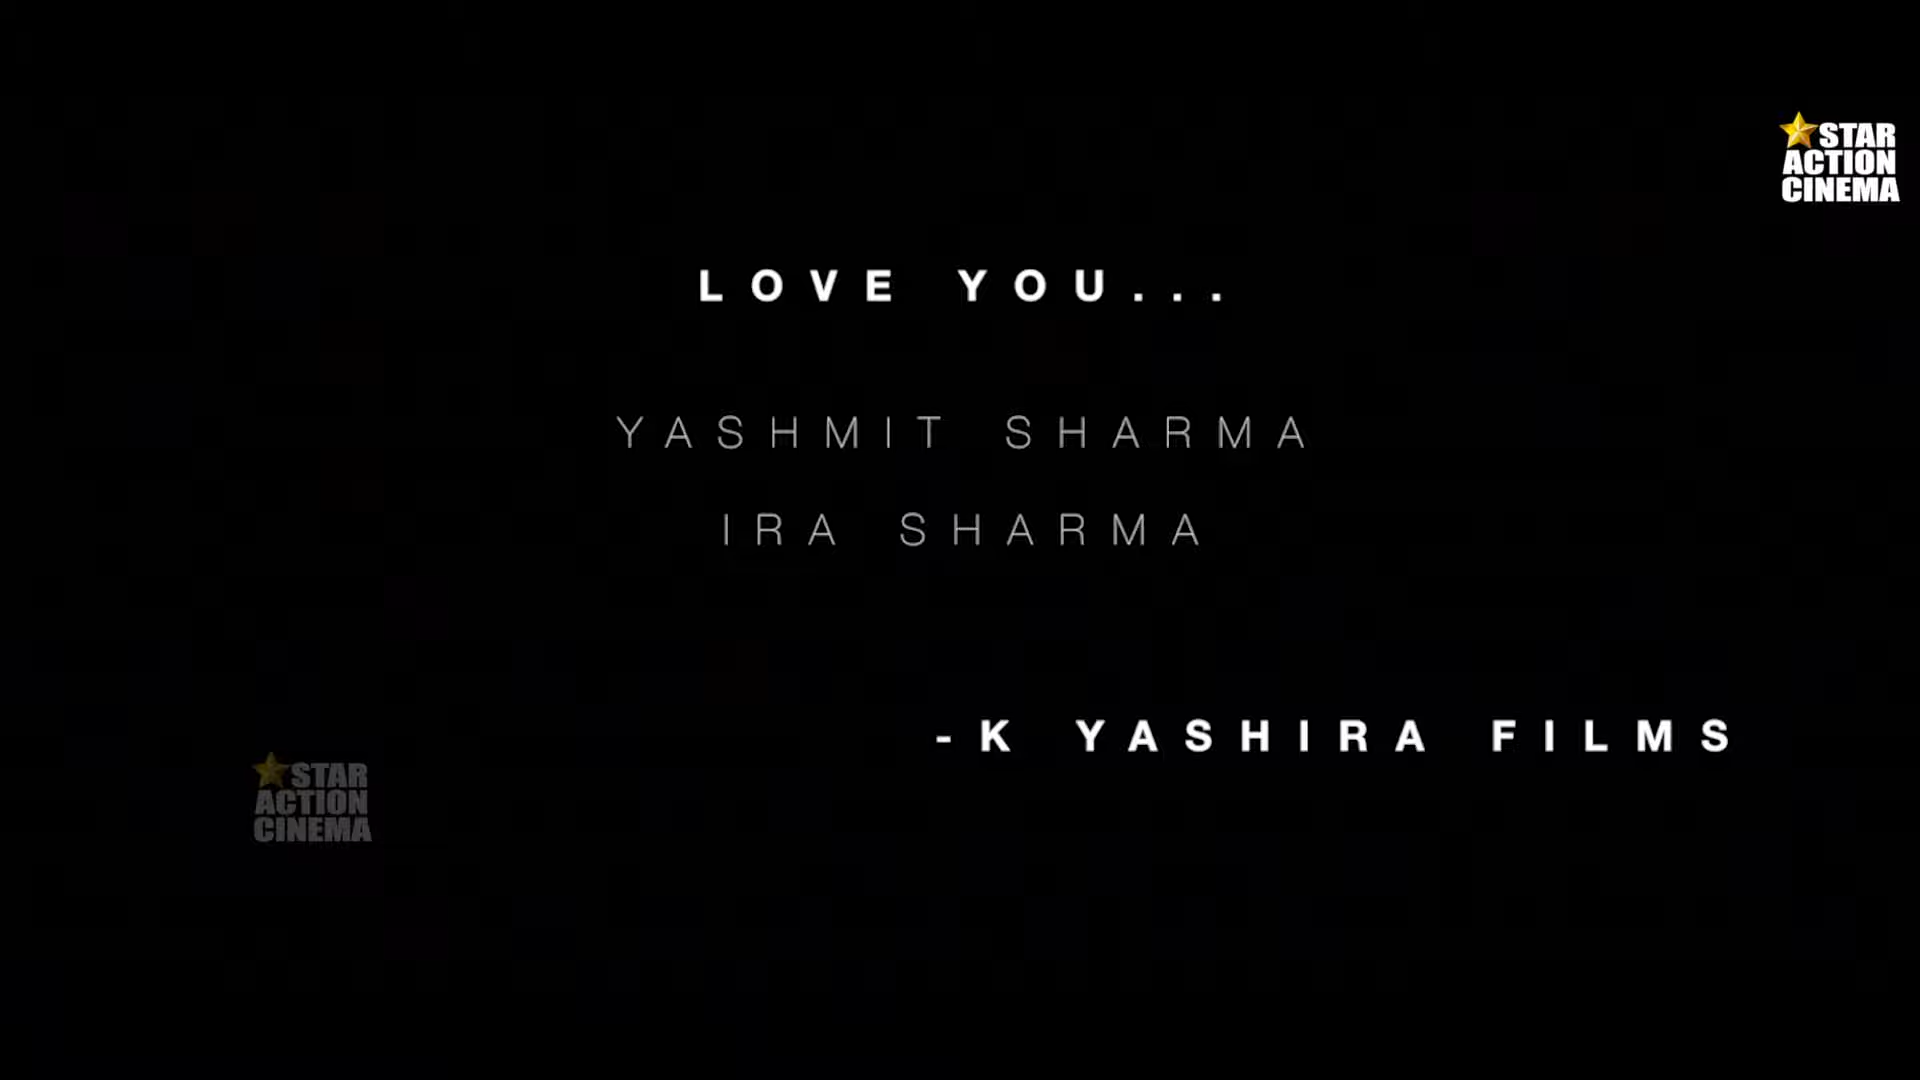 STAR
ACTION
CINEMA
LOVE YOU...
YASHMIT SHARMA
IRA SHARMA
-K YASHIRA FILMS
STAR
ACTION
CINEMA